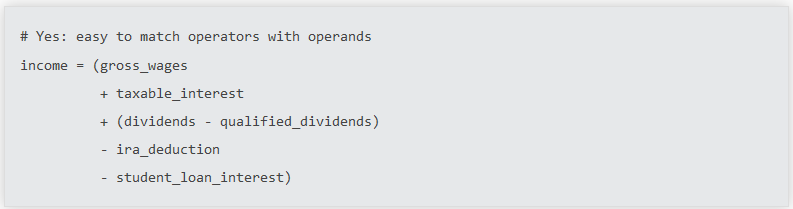 # Yes: easy to match operators with operands
income = (gross_wages
          + taxable_interest
          + (dividends - qualified_dividends)
          - ira_deduction
          - student_loan_interest)